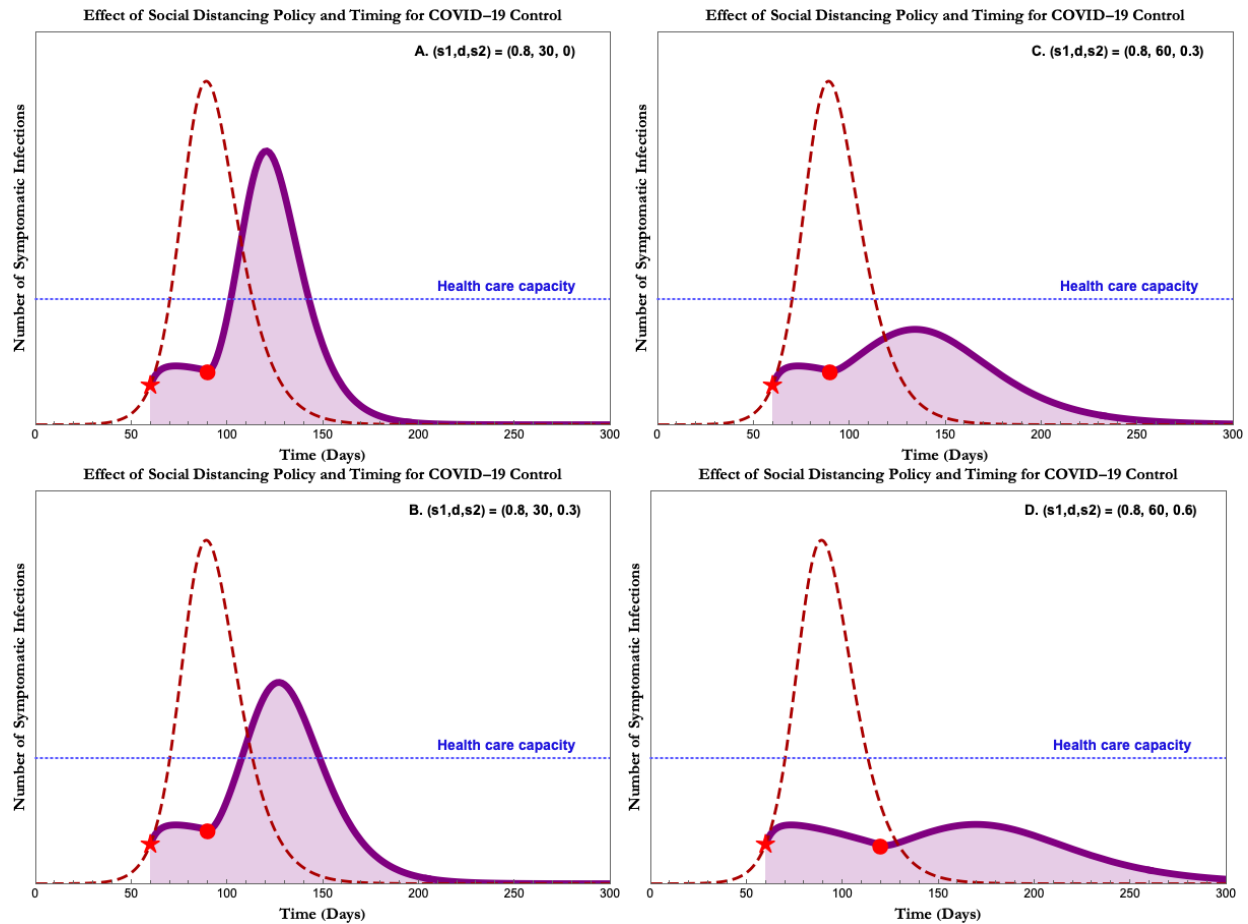 Effect of Social Distancing Policy and Timing for COVID–19 Control
A. (s1,d,s2) = (0.8, 30, 0)
Health care capacity
Number of Symptomatic Infections
0 50 100 150 200 250 300
Time (Days)
Effect of Social Distancing Policy and Timing for COVID–19 Control
C. (s1,d,s2) = (0.8, 60, 0.3)
Health care capacity
Number of Symptomatic Infections
0 50 100 150 200 250 300
Time (Days)
Effect of Social Distancing Policy and Timing for COVID–19 Control
B. (s1,d,s2) = (0.8, 30, 0.3)
Health care capacity
Number of Symptomatic Infections
0 50 100 150 200 250 300
Time (Days)
Effect of Social Distancing Policy and Timing for COVID–19 Control
D. (s1,d,s2) = (0.8, 60, 0.6)
Health care capacity
Number of Symptomatic Infections
0 50 100 150 200 250 300
Time (Days)